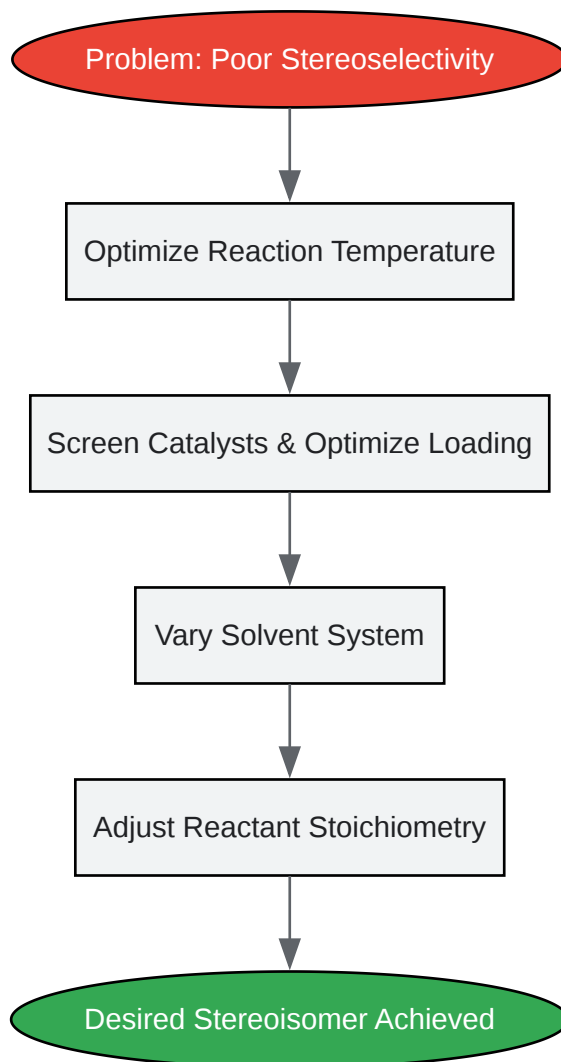 Problem: Poor Stereoselectivity
Optimize Reaction Temperature
Screen Catalysts & Optimize Loading
Vary Solvent System
Adjust Reactant Stoichiometry
Desired Stereoisomer Achieved